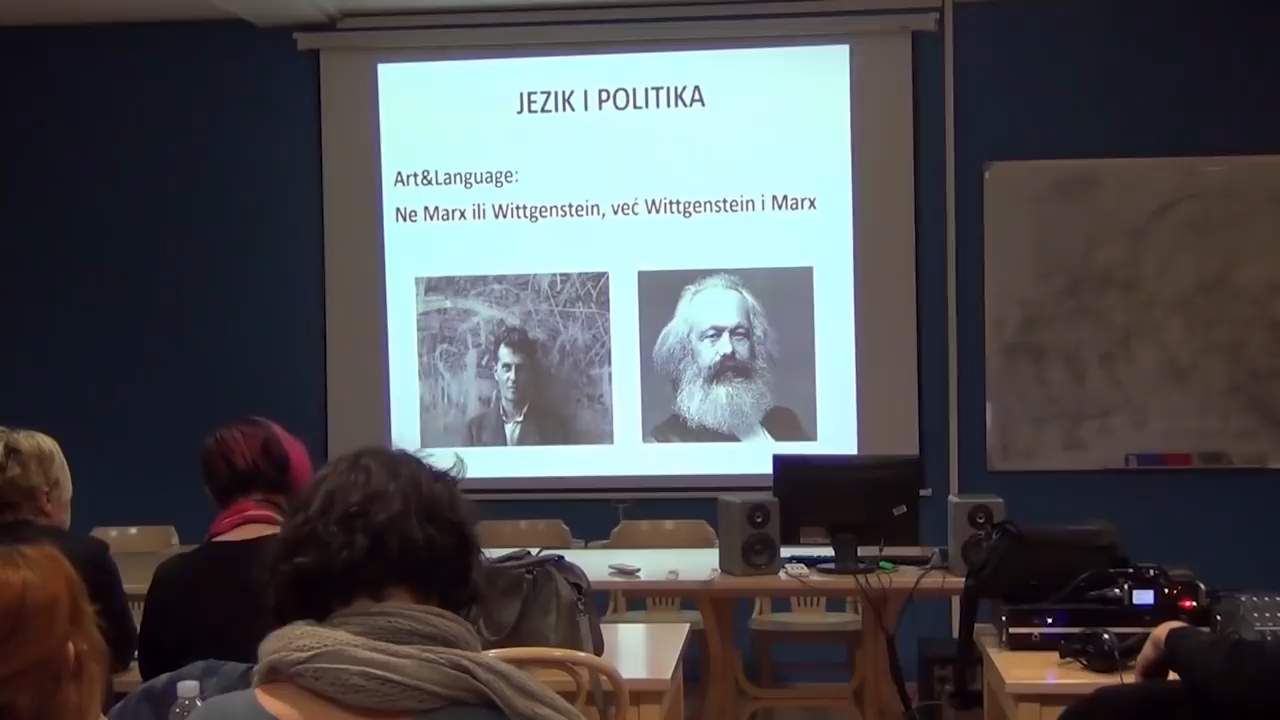 JEZIK I POLITIKA
Art&Language:
Ne Marx ili Wittgenstein, već Wittgenstein i Marx